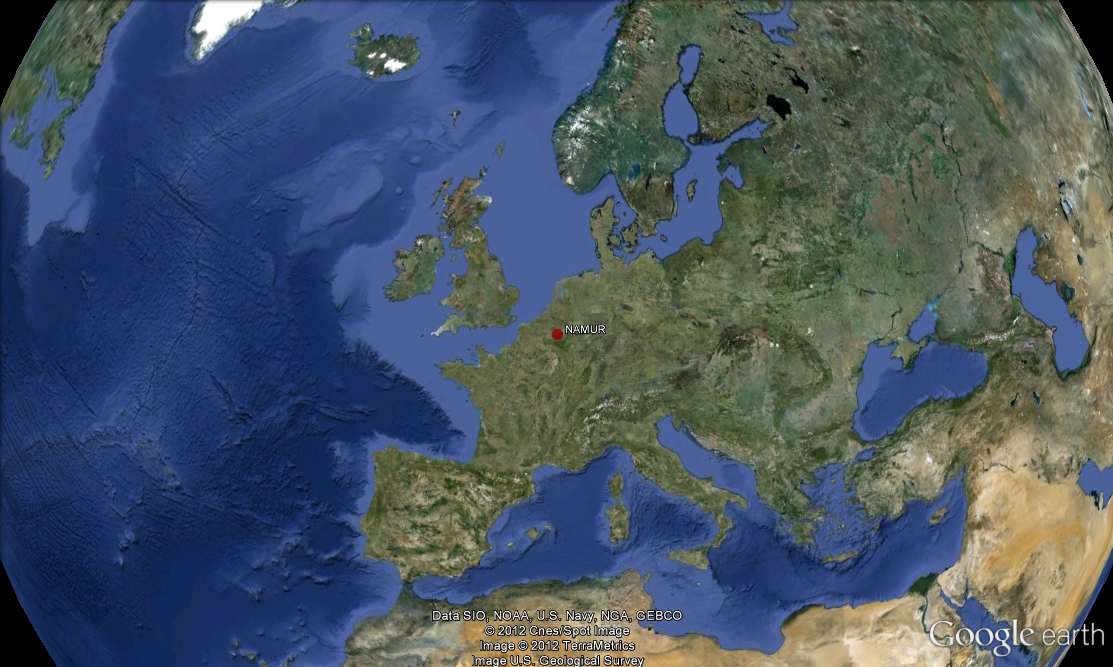 NAMUR
Data SIO, NOAA, U.S. Navy, NGA, GEBCO
© 2012 Cnes/Spot Image
Image © 2012 TerraMetrics
Image U.S. Geological Survey
Google earth